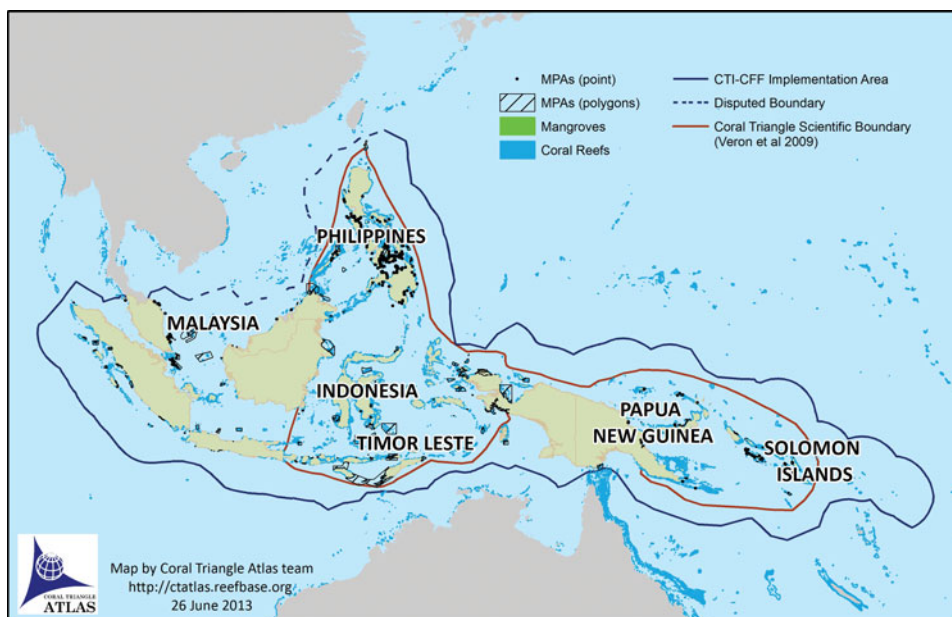 MPAs (point)
MPAs (polygons)
Mangroves
Coral Reefs
CTI-CFF Implementation Area
Disputed Boundary
Coral Triangle Scientific Boundary
(Veron et al 2009)
PHILIPPINES
MALAYSIA
INDONESIA
TIMOR LESTE
PAPUA
NEW GUINEA
SOLOMON
ISLANDS
CORAL TRIANGLE
ATLAS
Map by Coral Triangle Atlas team
http://ctatlas.reefbase.org
26 June 2013